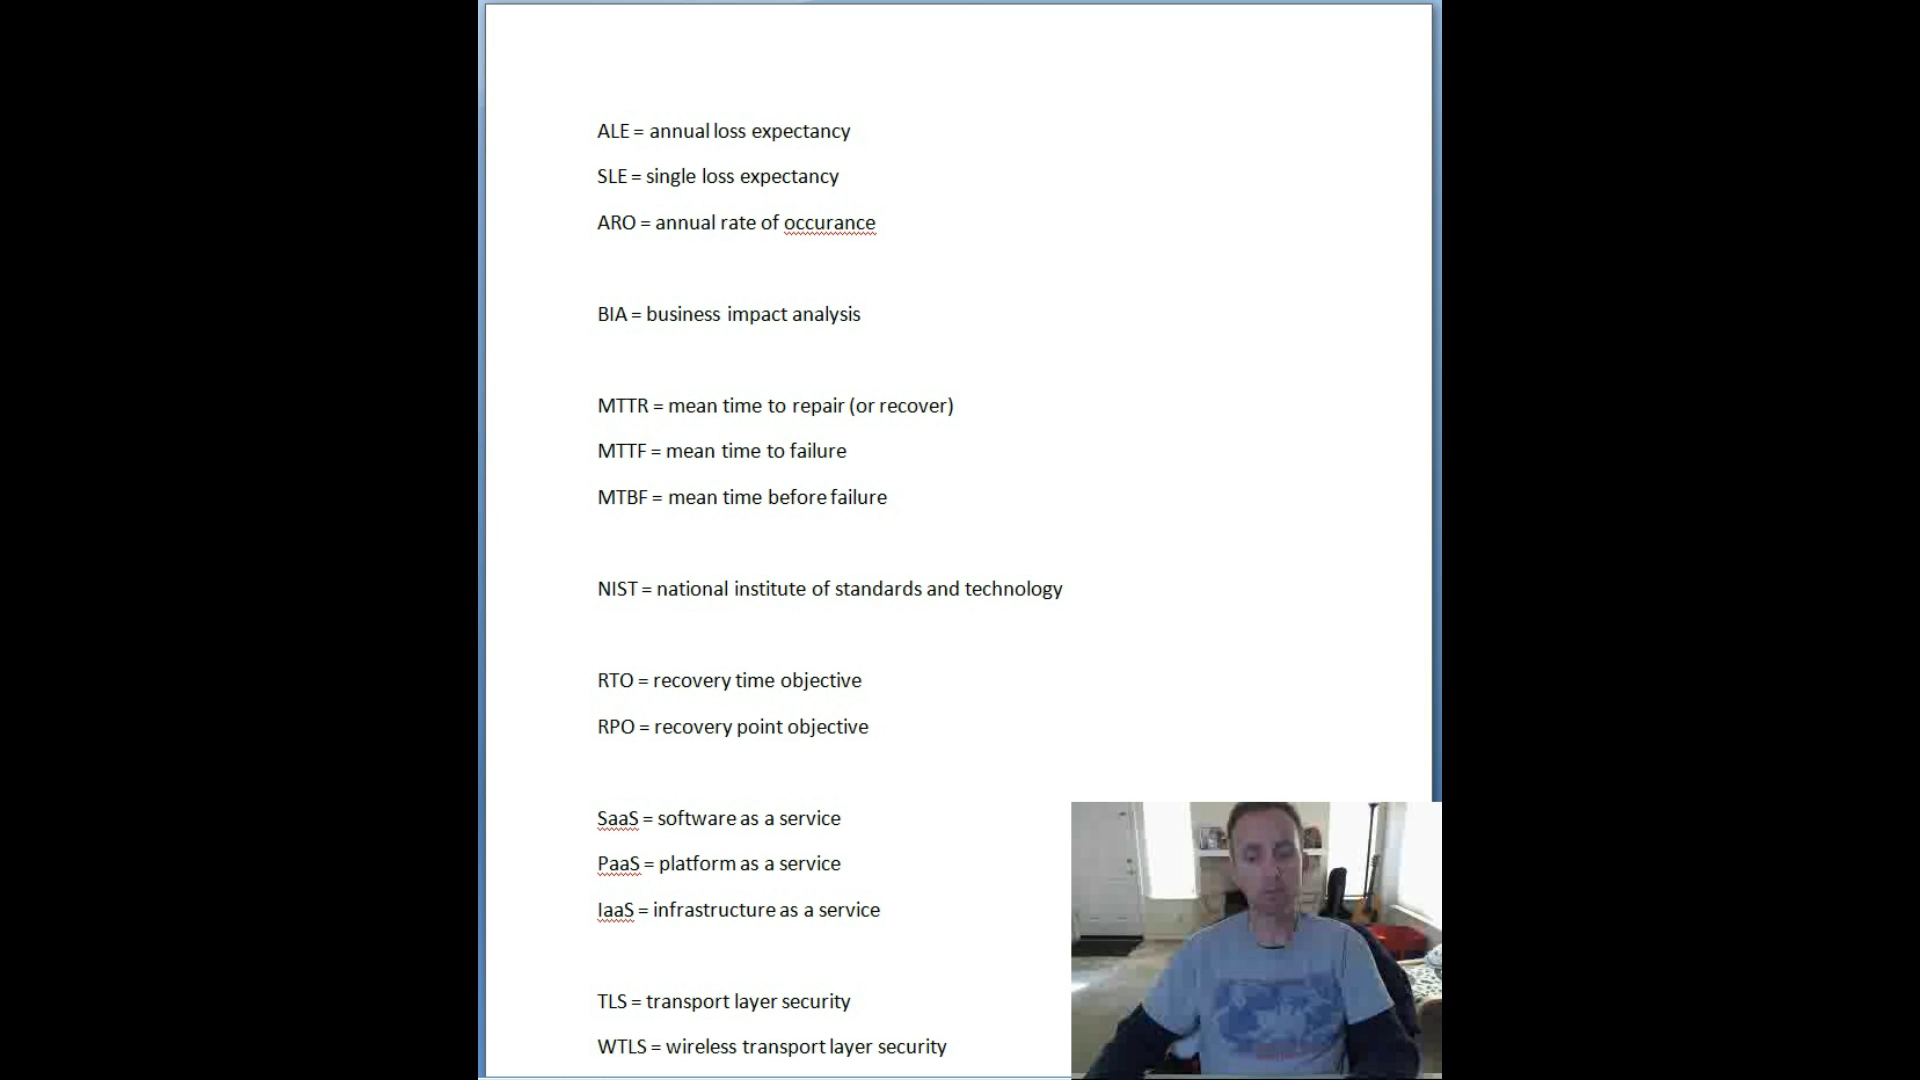 ALE = annual loss expectancy
SLE = single loss expectancy
ARO = annual rate of occurance
BIA = business impact analysis
MTTR = mean time to repair (or recover)
MTTF = mean time to failure
MTBF = mean time before failure
NIST = national institute of standards and technology
RTO = recovery time objective
RPO = recovery point objective
SaaS = software as a service
PaaS = platform as a service
IaaS = infrastructure as a service
TLS = transport layer security
WTLS = wireless transport layer security